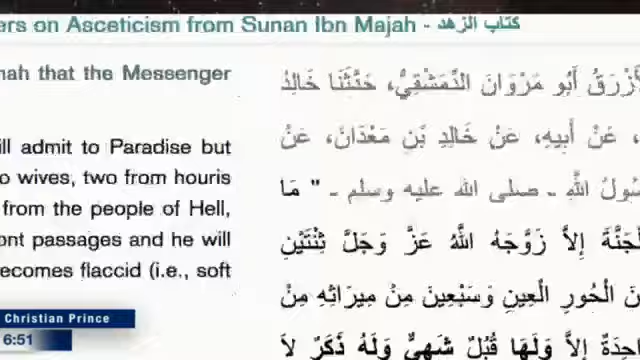 ers on Asceticism from Sunan Ibn Majah - كتاب الزهد
nah that the Messenger
ill admit to Paradise but
o wives, two from houris
from the people of Hell,
ont passages and he will
ecomes flaccid (i.e., soft
لأَزْرَقُ أَبُو مَرْوَانَ الدِّمَشْقِيُّ، حَدَّثَنَا خَالِدُ
، عَنْ أَبِيهِ، عَنْ خَالِدِ بْنِ مَعْدَانَ، عَنْ
سُولُ اللَّهِ ـ صلى الله عليه وسلم ـ " مَا
لْجَنَّةَ إِلاَّ زَوَّجَهُ اللَّهُ عَزَّ وَجَلَّ ثِنْتَيْنِ
نَ الْحُورِ الْعِينِ وَسَبْعِينَ مِنْ مِيرَاثِهِ مِنْ
احِدَةٌ إِلاَّ وَلَهَا قُبُلٌ شَهِيٌّ وَلَهُ ذَكَرٌ لاَ
Christian Prince
6:51